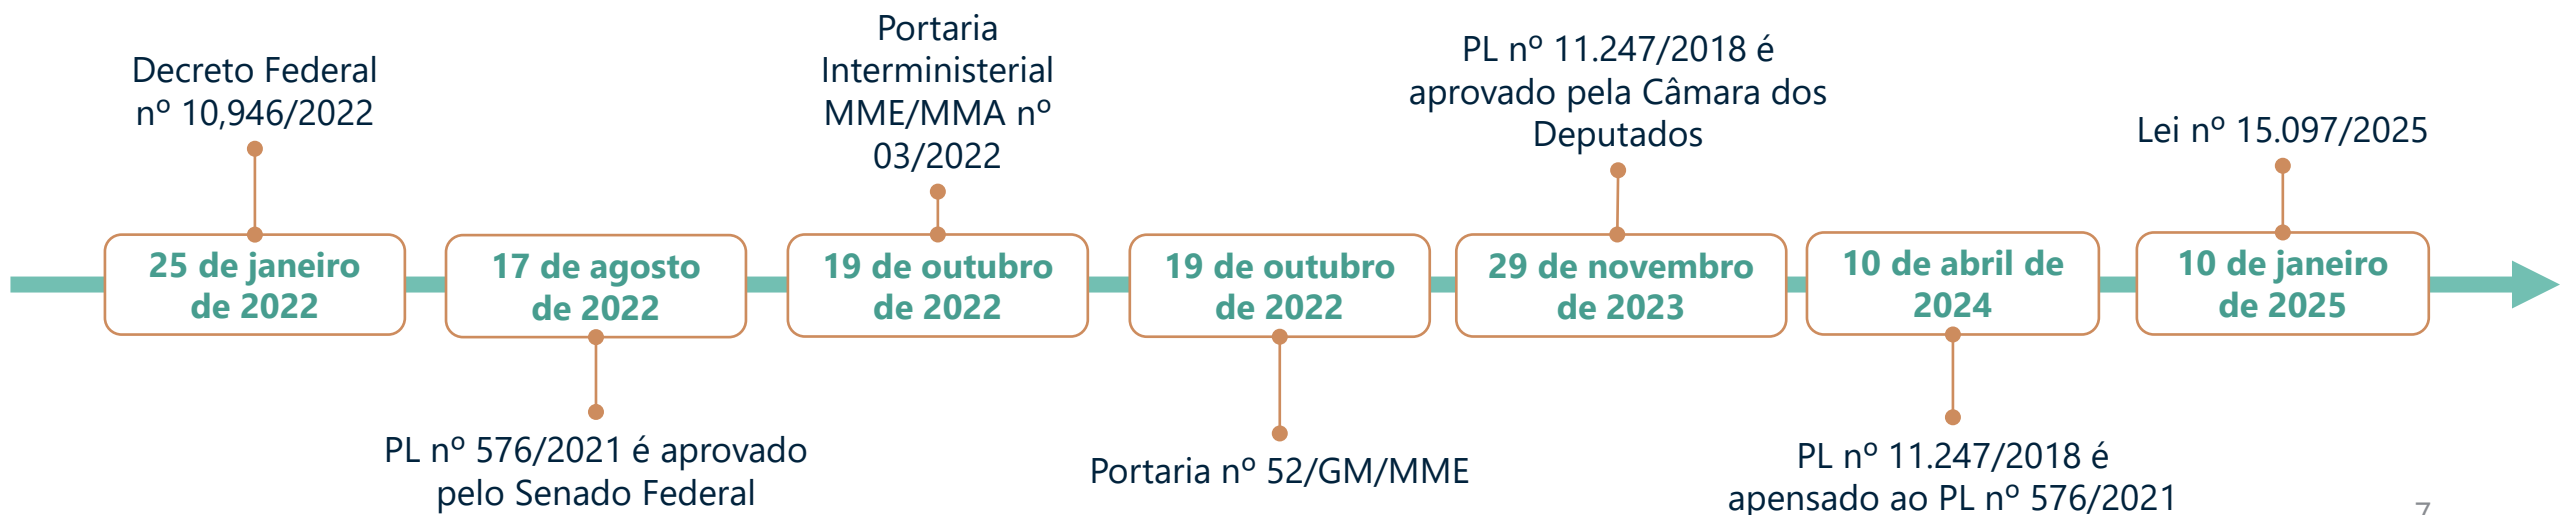 Decreto Federal
nº 10,946/2022
25 de janeiro
de 2022
17 de agosto
de 2022
PL nº 576/2021 é aprovado
pelo Senado Federal
Portaria
Interministerial
MME/MMA nº
03/2022
19 de outubro
de 2022
19 de outubro
de 2022
Portaria nº 52/GM/MME
PL nº 11.247/2018 é
aprovado pela Câmara dos
Deputados
29 de novembro
de 2023
10 de abril de
2024
PL nº 11.247/2018 é
apensado ao PL nº 576/2021
Lei nº 15.097/2025
10 de janeiro
de 2025
7